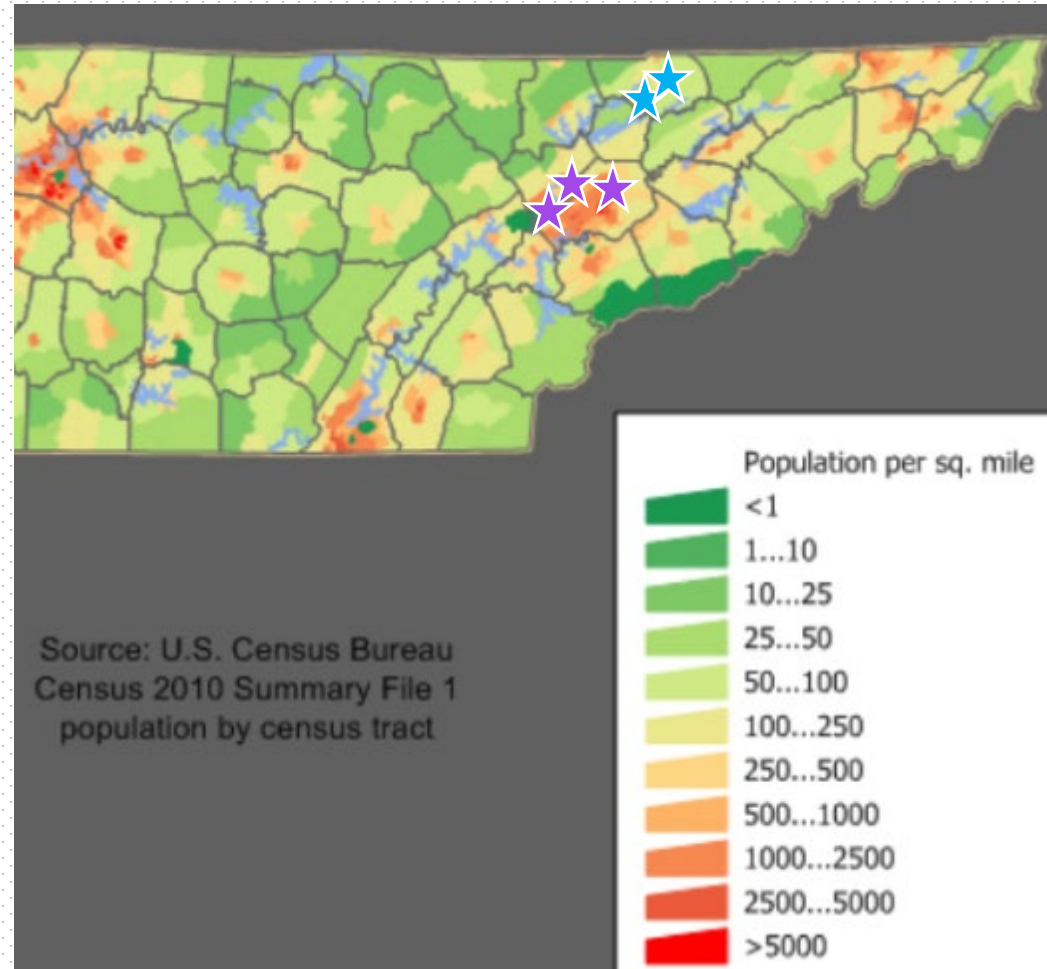 Population per sq. mile
<1
1...10
10...25
25...50
50...100
100...250
250...500
500...1000
1000...2500
2500...5000
>5000
Source: U.S. Census Bureau
Census 2010 Summary File 1
population by census tract